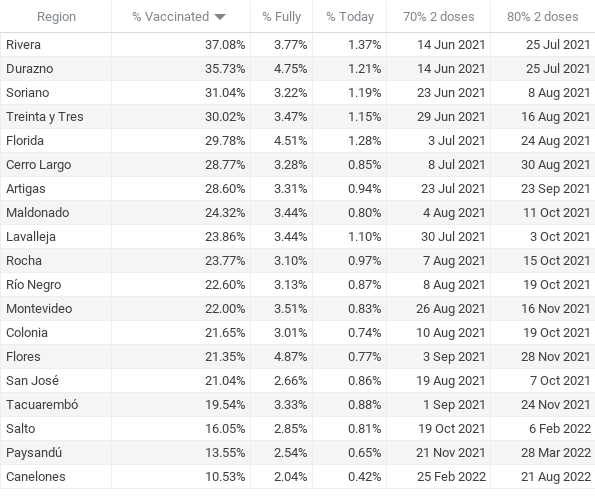 Region % Vaccinated % Fully % Today 70% 2 doses 80% 2 doses
Rivera 37.08% 3.77% 1.37% 14 Jun 2021 25 Jul 2021
Durazno 35.73% 4.75% 1.21% 14 Jun 2021 25 Jul 2021
Soriano 31.04% 3.22% 1.19% 23 Jun 2021 8 Aug 2021
Treinta y Tres 30.02% 3.47% 1.15% 29 Jun 2021 16 Aug 2021
Florida 29.78% 4.51% 1.28% 3 Jul 2021 24 Aug 2021
Cerro Largo 28.77% 3.28% 0.85% 8 Jul 2021 30 Aug 2021
Artigas 28.60% 3.31% 0.94% 23 Jul 2021 23 Sep 2021
Maldonado 24.32% 3.44% 0.80% 4 Aug 2021 11 Oct 2021
Lavalleja 23.86% 3.44% 1.10% 30 Jul 2021 3 Oct 2021
Rocha 23.77% 3.10% 0.97% 7 Aug 2021 15 Oct 2021
Río Negro 22.60% 3.13% 0.87% 8 Aug 2021 19 Oct 2021
Montevideo 22.00% 3.51% 0.83% 26 Aug 2021 16 Nov 2021
Colonia 21.65% 3.01% 0.74% 10 Aug 2021 19 Oct 2021
Flores 21.35% 4.87% 0.77% 3 Sep 2021 28 Nov 2021
San José 21.04% 2.66% 0.86% 19 Aug 2021 7 Oct 2021
Tacuarembó 19.54% 3.33% 0.88% 1 Sep 2021 24 Nov 2021
Salto 16.05% 2.85% 0.81% 19 Oct 2021 6 Feb 2022
Paysandú 13.55% 2.54% 0.65% 21 Nov 2021 28 Mar 2022
Canelones 10.53% 2.04% 0.42% 25 Feb 2022 21 Aug 2022